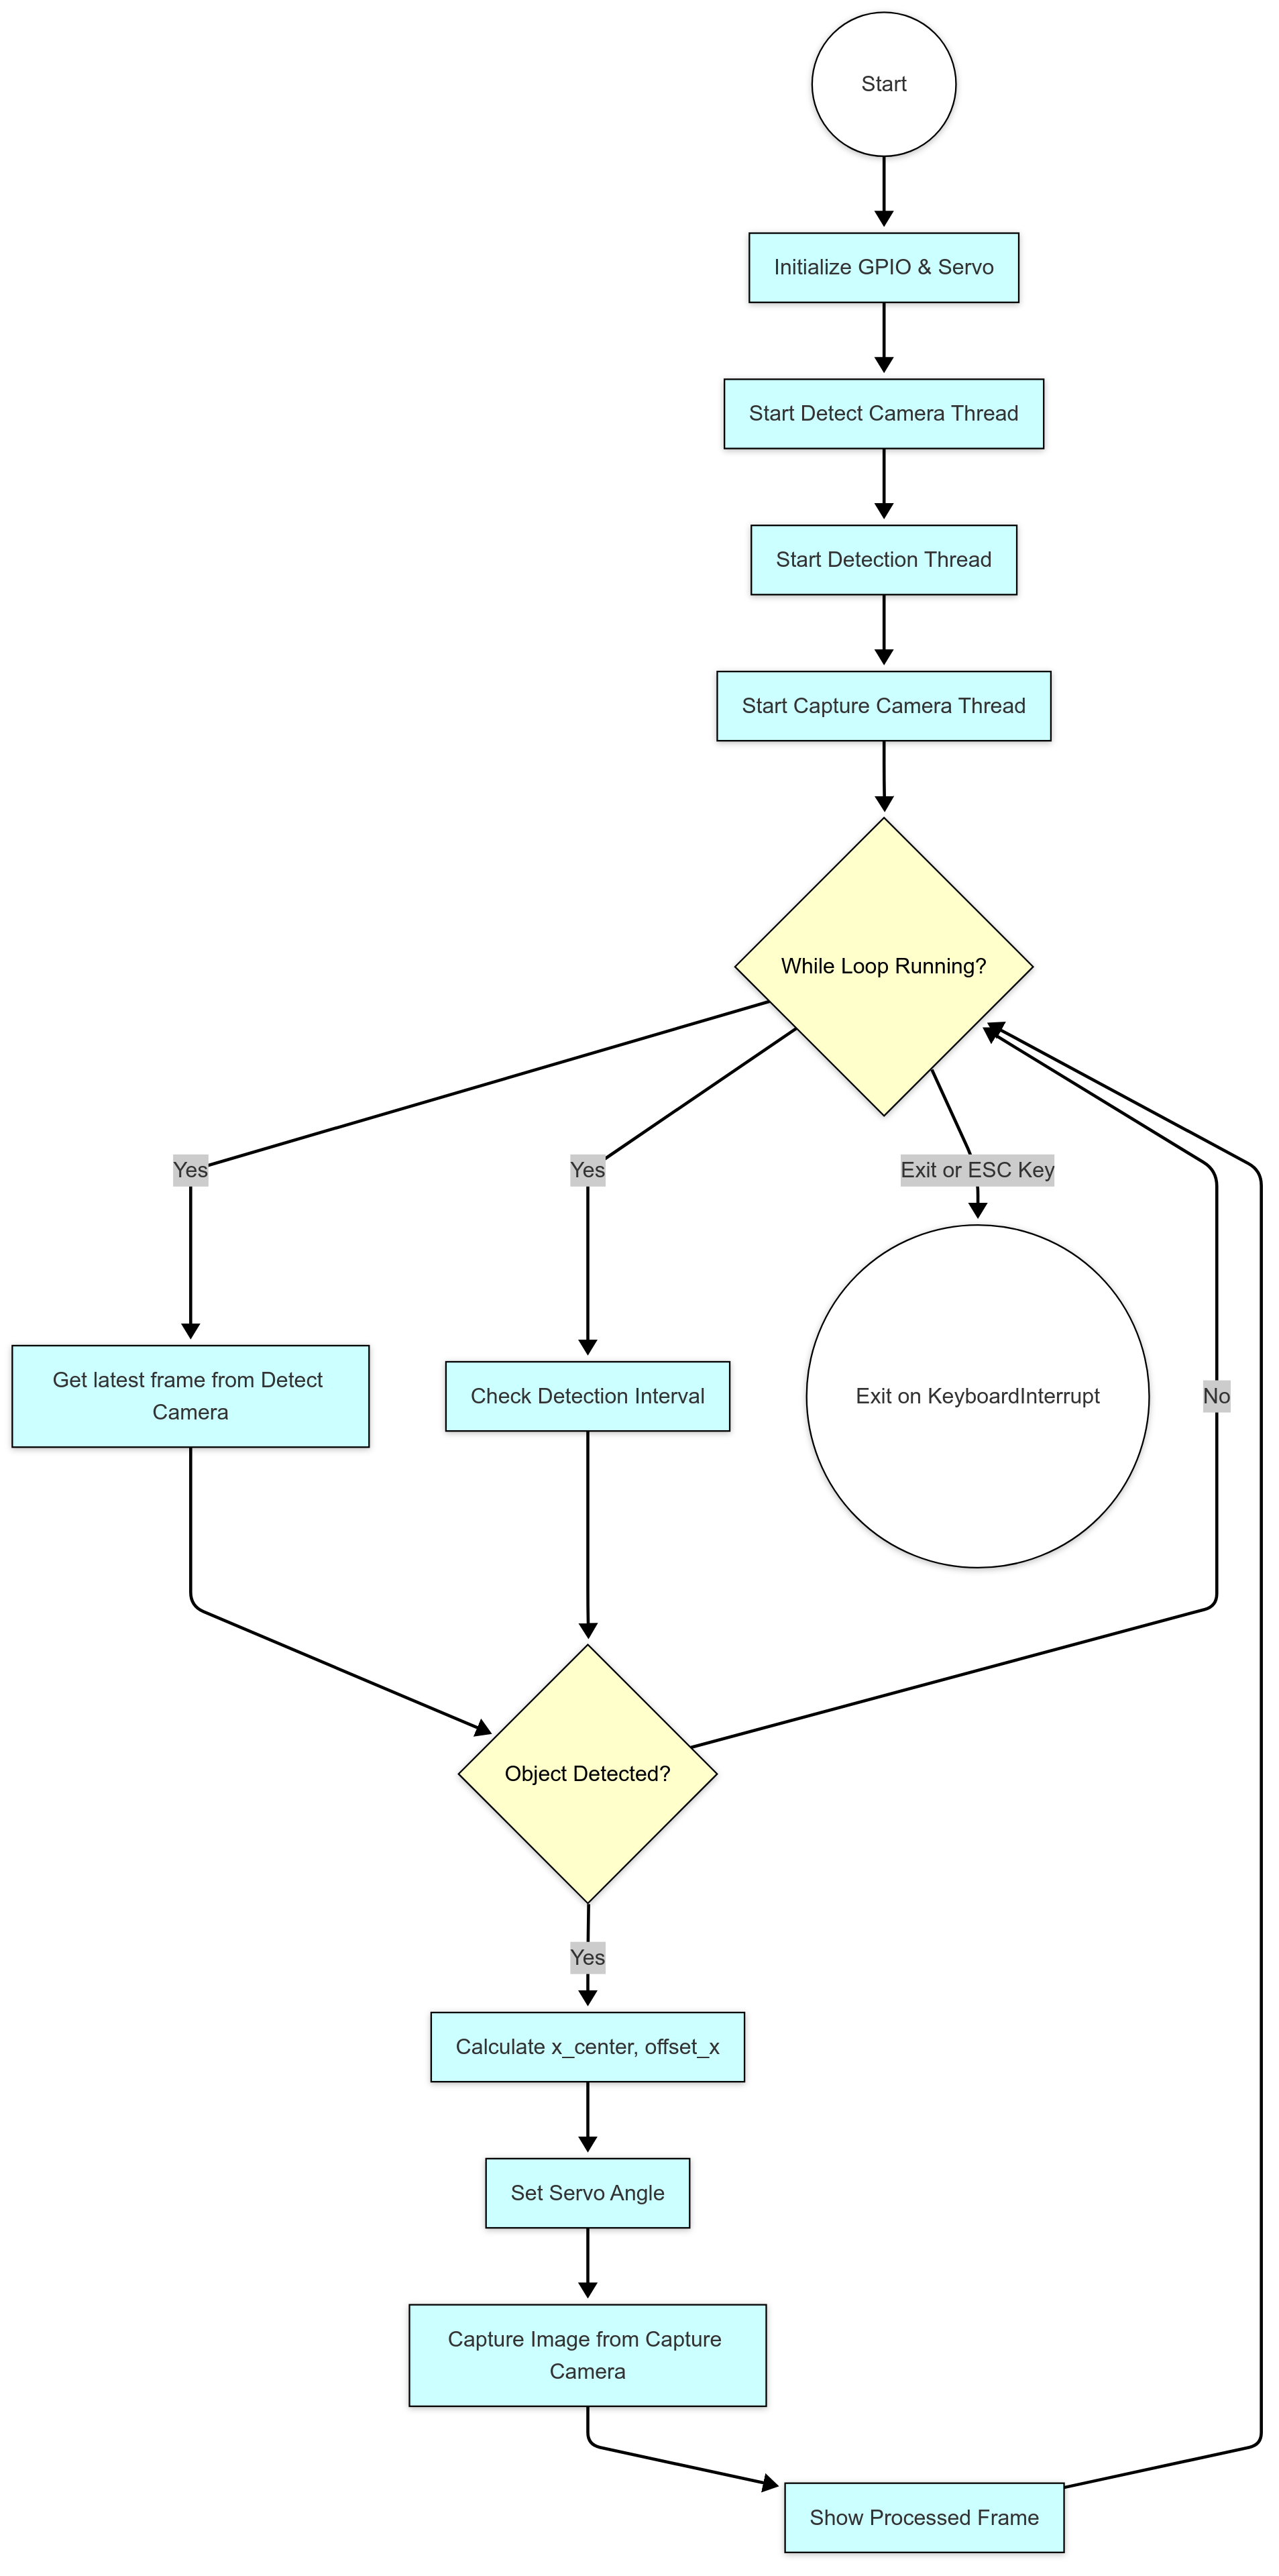 Start
Initialize GPIO & Servo
Start Detect Camera Thread
Start Detection Thread
Start Capture Camera Thread
While Loop Running?
Yes
Yes
Exit or ESC Key
Get latest frame from Detect
Camera
Check Detection Interval
Exit on KeyboardInterrupt
No
Object Detected?
Yes
Calculate x_center, offset_x
Set Servo Angle
Capture Image from Capture
Camera
Show Processed Frame